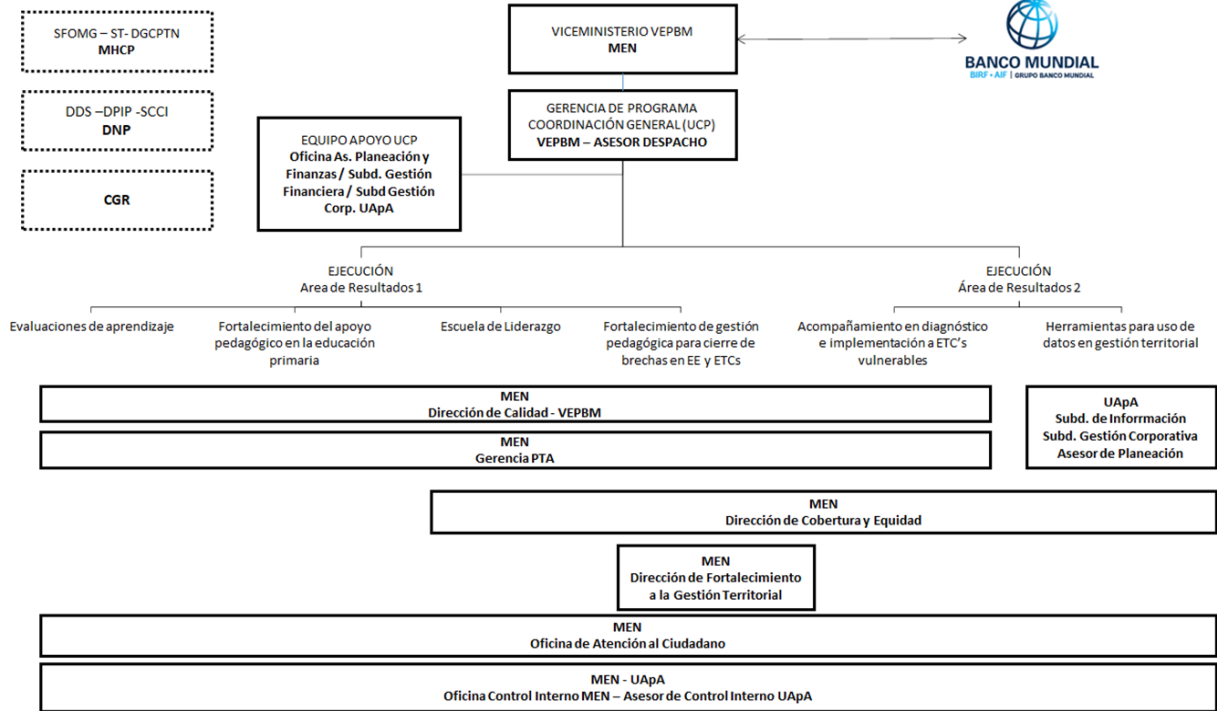 SFOMG – ST- DGCPTN
MHCP
DDS –DPIP -SCCI
DNP
CGR
VICEMINISTERIO VEPBM
MEN
BANCO MUNDIAL
BIRF • AIF | GRUPO BANCO MUNDIAL
GERENCIA DE PROGRAMA
COORDINACIÓN GENERAL (UCP)
VEPBM – ASESOR DESPACHO
EQUIPO APOYO UCP
Oficina As. Planeación y
Finanzas / Subd. Gestión
Financiera / Subd Gestión
Corp. UApA
EJECUCIÓN
Area de Resultados 1
EJECUCIÓN
Área de Resultados 2
Evaluaciones de aprendizaje
Fortalecimiento del apoyo
pedagógico en la educación
primaria
Escuela de Liderazgo
Fortalecimiento de gestión
pedagógica para cierre de
brechas en EE y ETCs
Acompañamiento en diagnóstico
e implementación a ETC's
vulnerables
Herramientas para uso de
datos en gestión territorial
MEN
Dirección de Calidad - VEPBM
MEN
Gerencia PTA
UApA
Subd. de Inforrmación
Subd. Gestión Corporativa
Asesor de Planeación
MEN
Dirección de Cobertura y Equidad
MEN
Dirección de Fortalecimiento
a la Gestión Territorial
MEN
Oficina de Atención al Ciudadano
MEN - UApA
Oficina Control Interno MEN – Asesor de Control Interno UApA